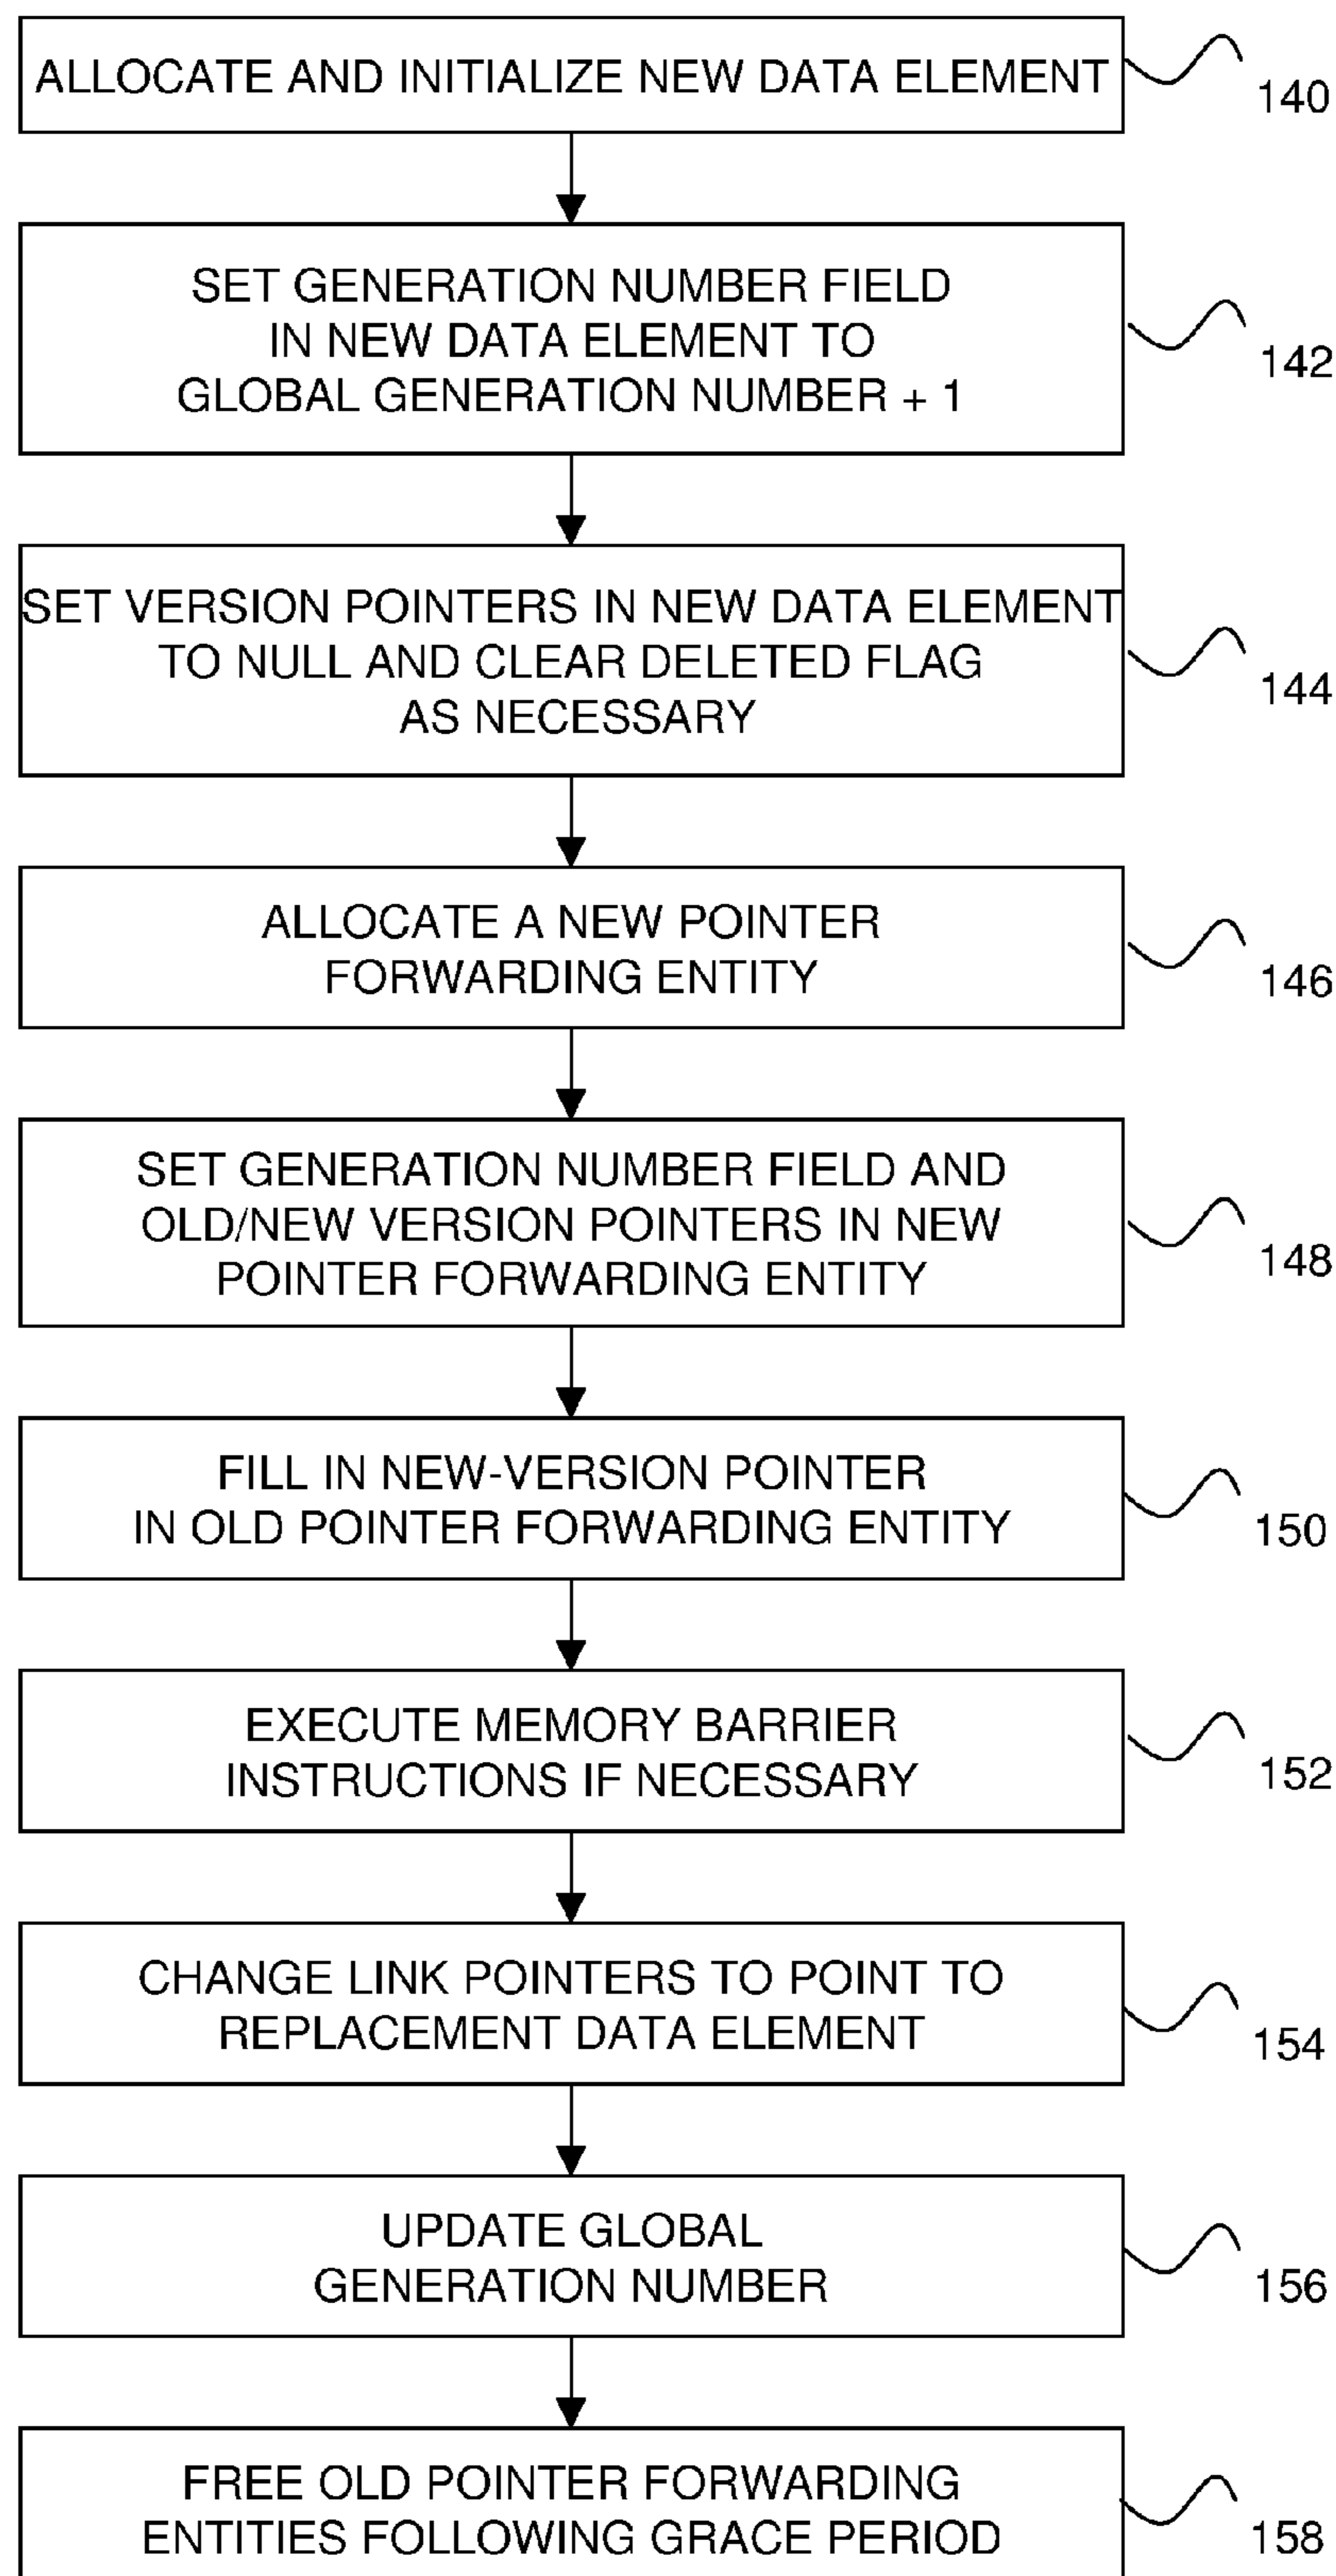 ALLOCATE AND INITIALIZE NEW DATA ELEMENT
140
SET GENERATION NUMBER FIELD
IN NEW DATA ELEMENT TO
GLOBAL GENERATION NUMBER + 1
142
SET VERSION POINTERS IN NEW DATA ELEMENT
TO NULL AND CLEAR DELETED FLAG
AS NECESSARY
144
ALLOCATE A NEW POINTER
FORWARDING ENTITY
146
SET GENERATION NUMBER FIELD AND
OLD/NEW VERSION POINTERS IN NEW
POINTER FORWARDING ENTITY
148
FILL IN NEW-VERSION POINTER
IN OLD POINTER FORWARDING ENTITY
150
EXECUTE MEMORY BARRIER
INSTRUCTIONS IF NECESSARY
152
CHANGE LINK POINTERS TO POINT TO
REPLACEMENT DATA ELEMENT
154
UPDATE GLOBAL
GENERATION NUMBER
156
FREE OLD POINTER FORWARDING
ENTITIES FOLLOWING GRACE PERIOD
158